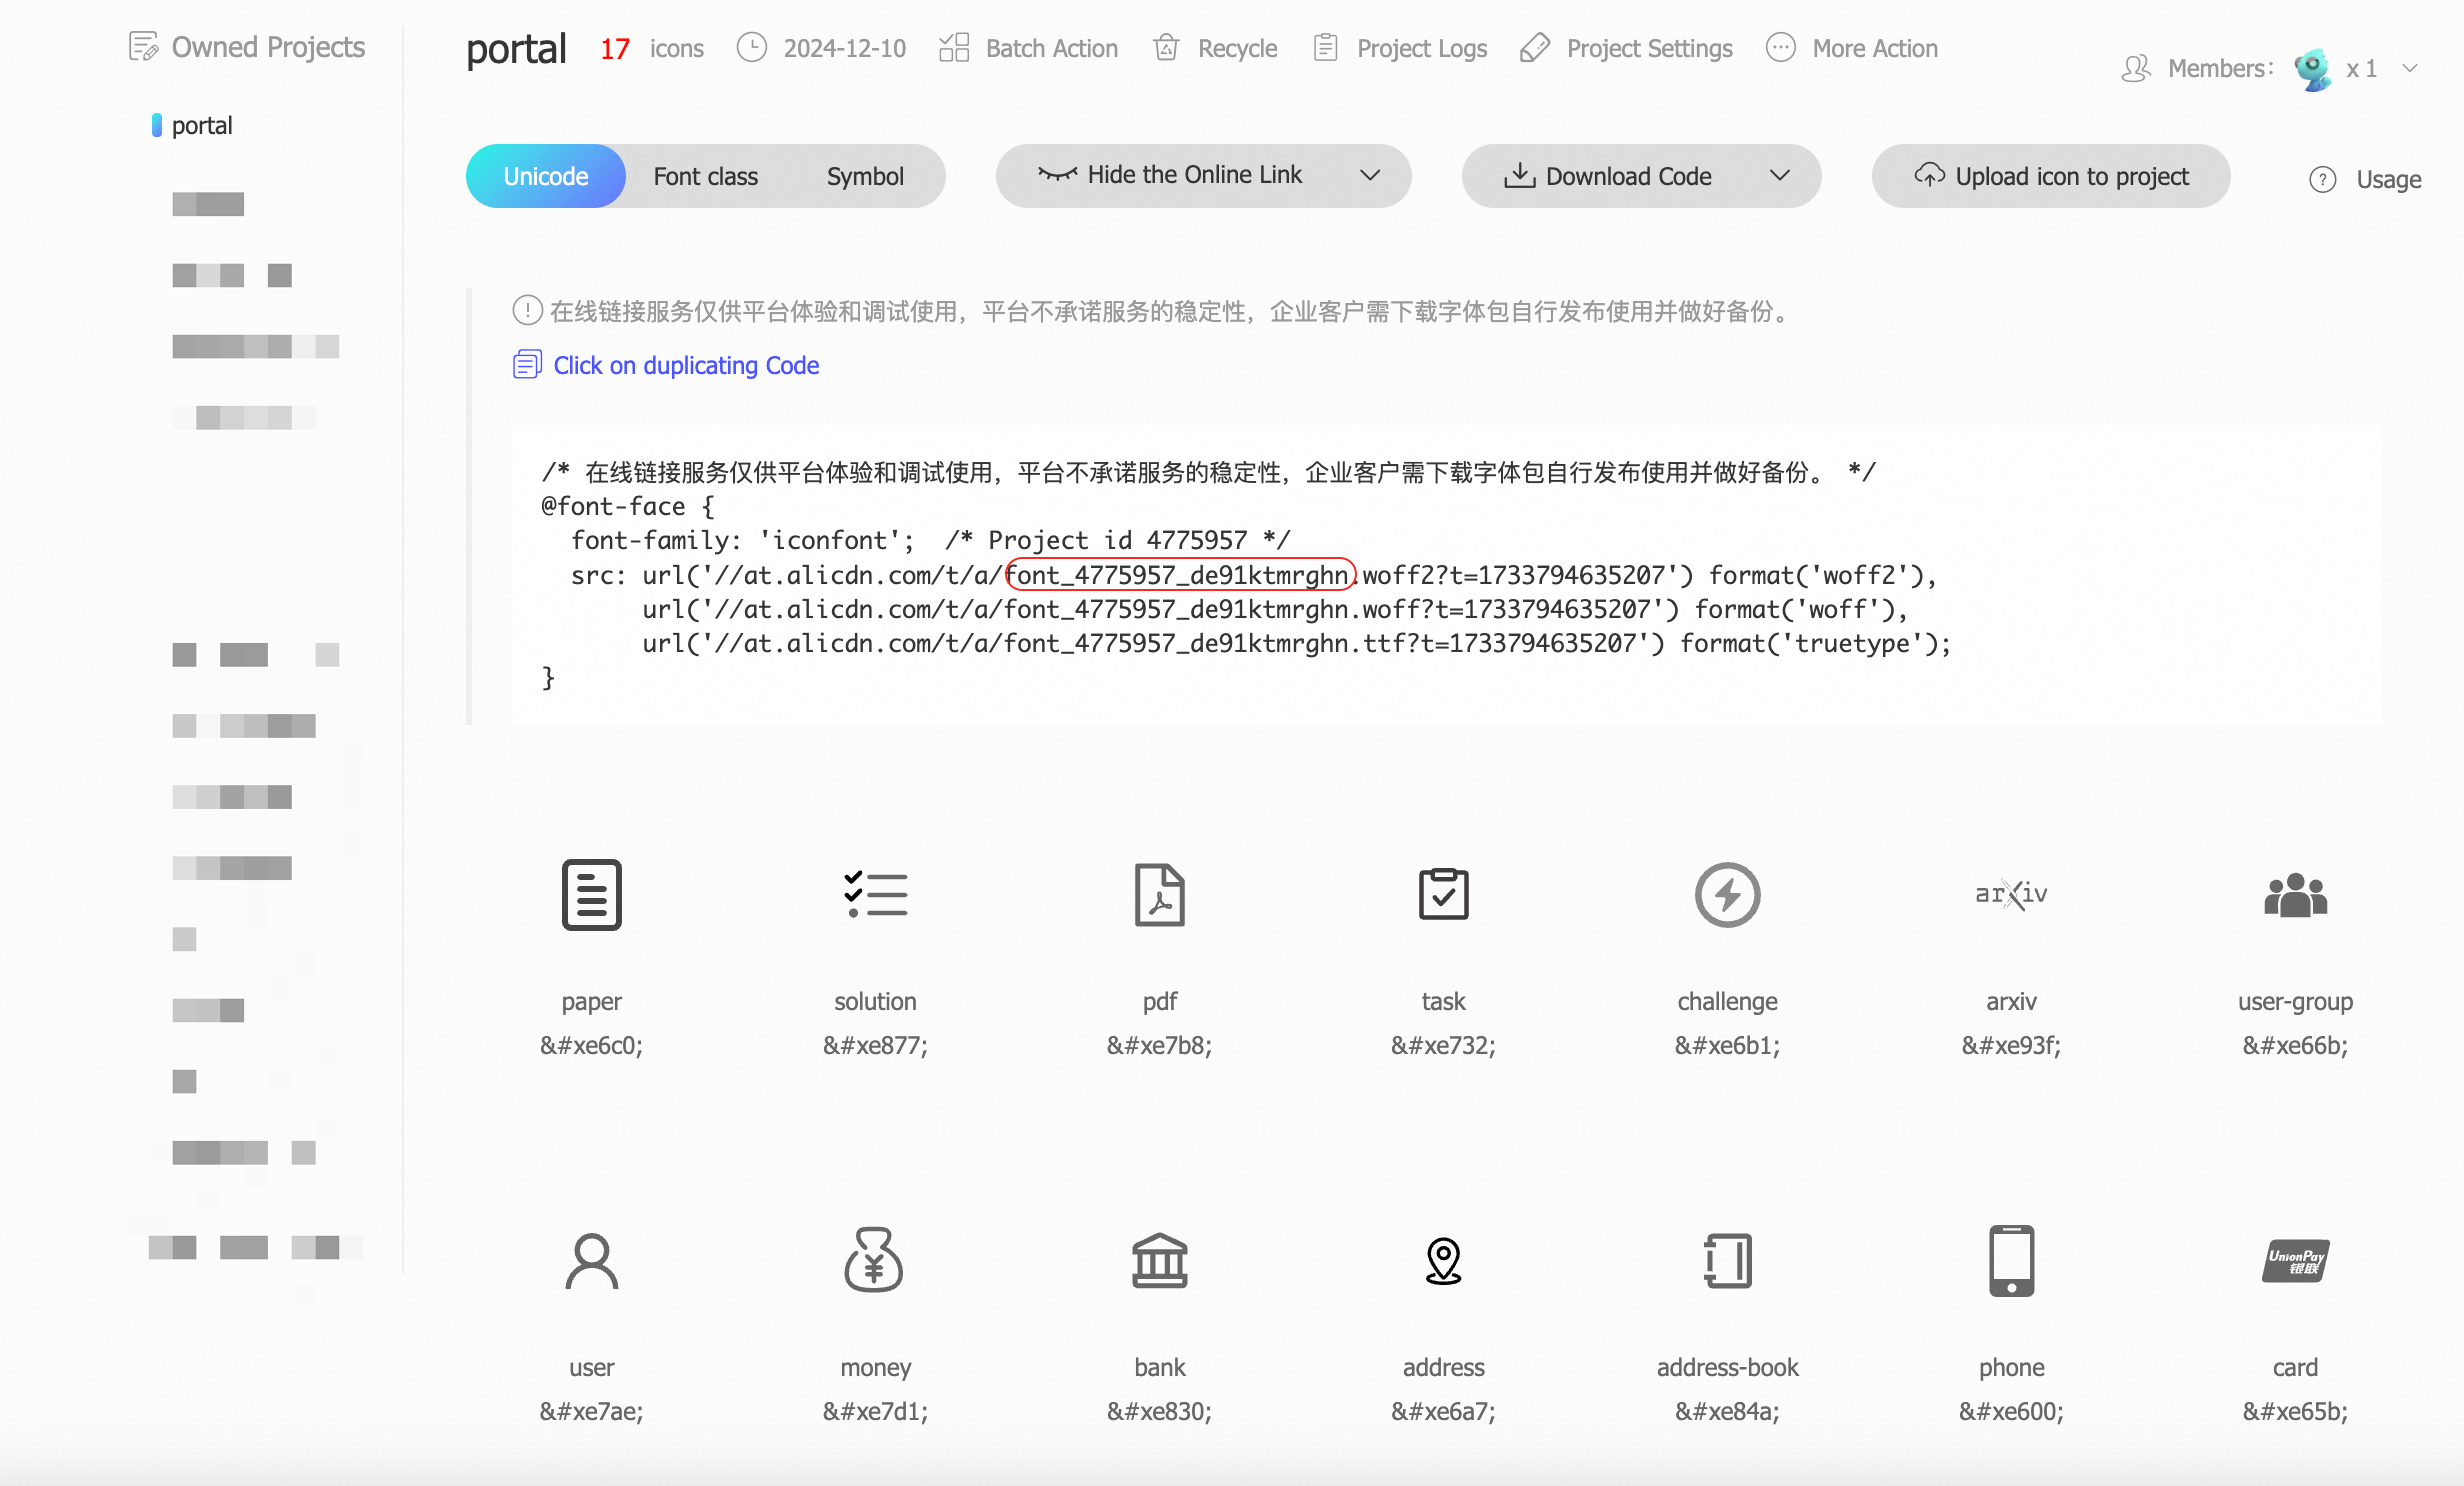 Owned Projects
portal
portal 17 icons 2024-12-10 Batch Action Recycle Project Logs Project Settings More Action
Members: x 1
Unicode Font class Symbol Hide the Online Link Download Code Upload icon to project Usage
在线链接服务仅供平台体验和调试使用，平台不承诺服务的稳定性，企业客户需下载字体包自行发布使用并做好备份。
Click on duplicating Code
/* 在线链接服务仅供平台体验和调试使用，平台不承诺服务的稳定性，企业客户需下载字体包自行发布使用并做好备份。 */
@font-face {
  font-family: 'iconfont';  /* Project id 4775957 */
  src: url('//at.alicdn.com/t/a/font_4775957_de91ktmrghn.woff2?t=1733794635207') format('woff2'),
       url('//at.alicdn.com/t/a/font_4775957_de91ktmrghn.woff?t=1733794635207') format('woff'),
       url('//at.alicdn.com/t/a/font_4775957_de91ktmrghn.ttf?t=1733794635207') format('truetype');
}
arXiv
paper solution pdf task challenge arxiv user-group
&#xe6c0; &#xe877; &#xe7b8; &#xe732; &#xe6b1; &#xe93f; &#xe66b;
UnionPay
银联
user money bank address address-book phone card
&#xe7ae; &#xe7d1; &#xe830; &#xe6a7; &#xe84a; &#xe600; &#xe65b;